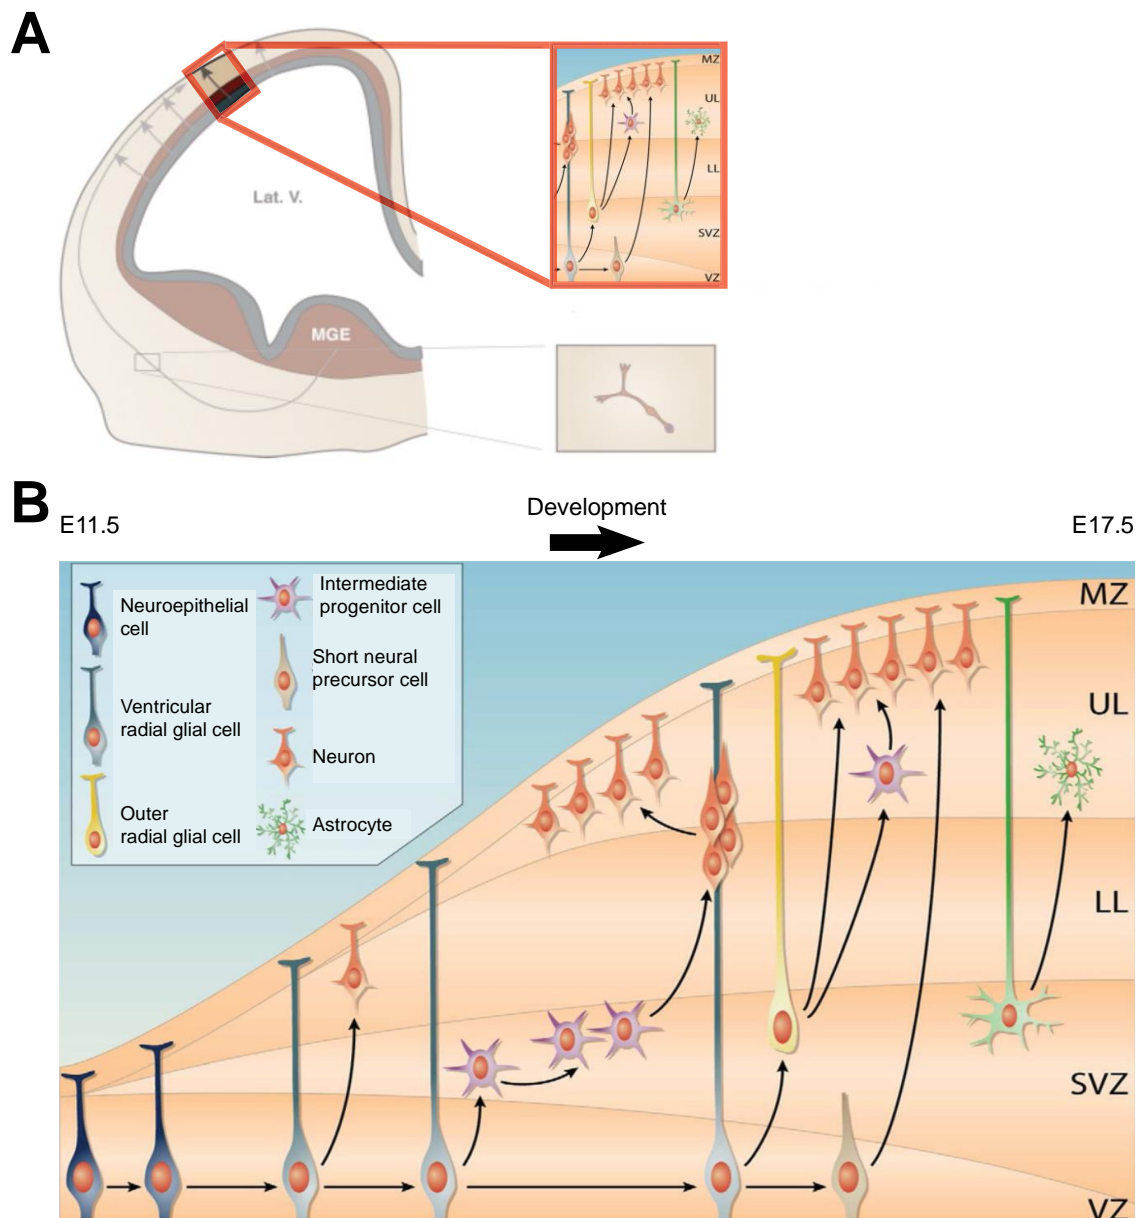 A
MZ
UL
LL
SVZ
VZ
Lat. V.
MGE
B
E11.5
Development
E17.5
Neuroepithelial
cell
Ventricular
radial glial cell
Outer
radial glial cell
Intermediate
progenitor cell
Short neural
precursor cell
Neuron
Astrocyte
MZ
UL
LL
SVZ
VZ